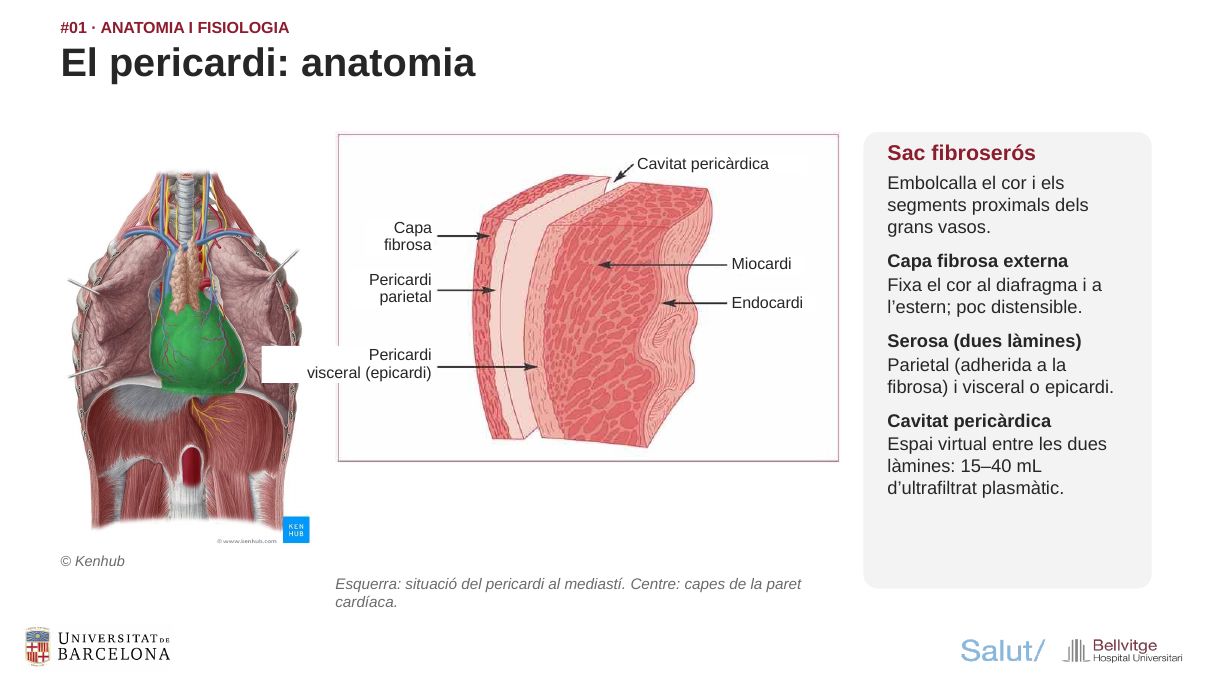 #01 · ANATOMIA I FISIOLOGIA
El pericardi: anatomia
Cavitat pericàrdica
Capa
fibrosa
Pericardi
parietal
Pericardi
visceral (epicardi)
Miocardi
Endocardi
KEN
HUB
© www.kenhub.com
© Kenhub
Esquerra: situació del pericardi al mediastí. Centre: capes de la paret
cardíaca.
Sac fibroserós
Embolcalla el cor i els
segments proximals dels
grans vasos.
Capa fibrosa externa
Fixa el cor al diafragma i a
l’estern; poc distensible.
Serosa (dues làmines)
Parietal (adherida a la
fibrosa) i visceral o epicardi.
Cavitat pericàrdica
Espai virtual entre les dues
làmines: 15–40 mL
d’ultrafiltrat plasmàtic.
UNIVERSITAT DE
BARCELONA
Salut/
Bellvitge
Hospital Universitari